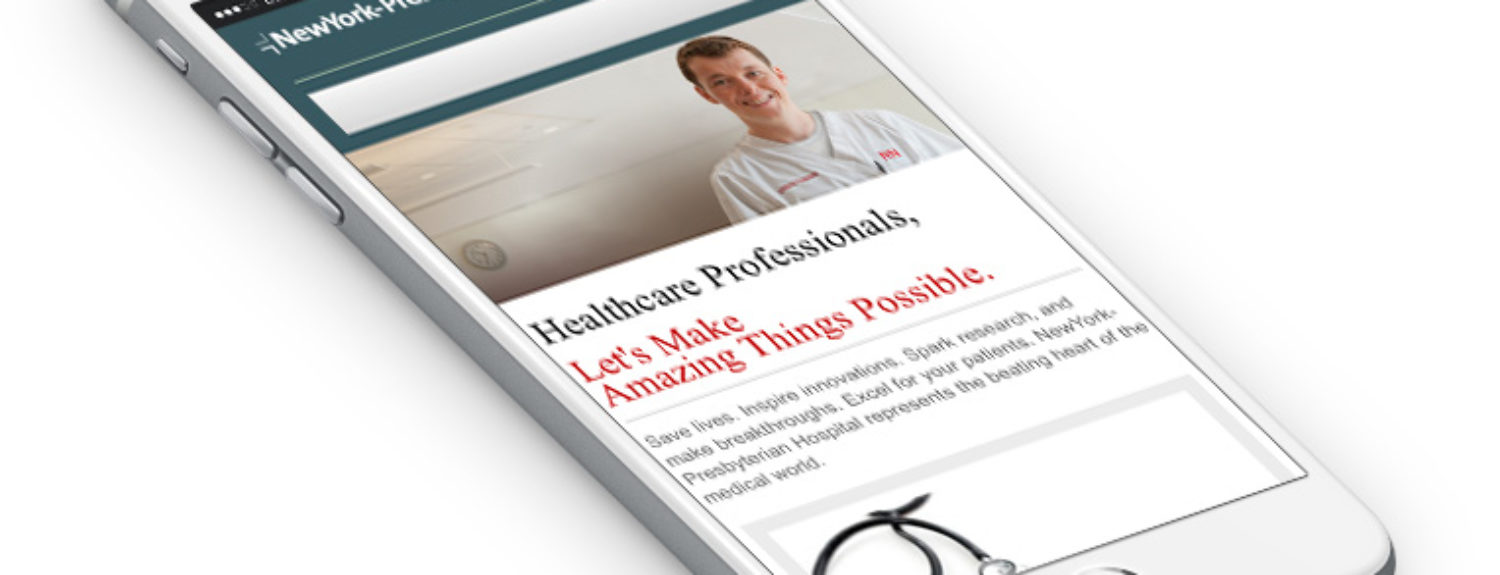 NewYork-Pre
RN
Healthcare Professionals,
Let's Make
Amazing Things Possible.
Save lives. Inspire innovations. Spark research, and
make breakthroughs. Excel for your patients. NewYork-
Presbyterian Hospital represents the beating heart of the
medical world.